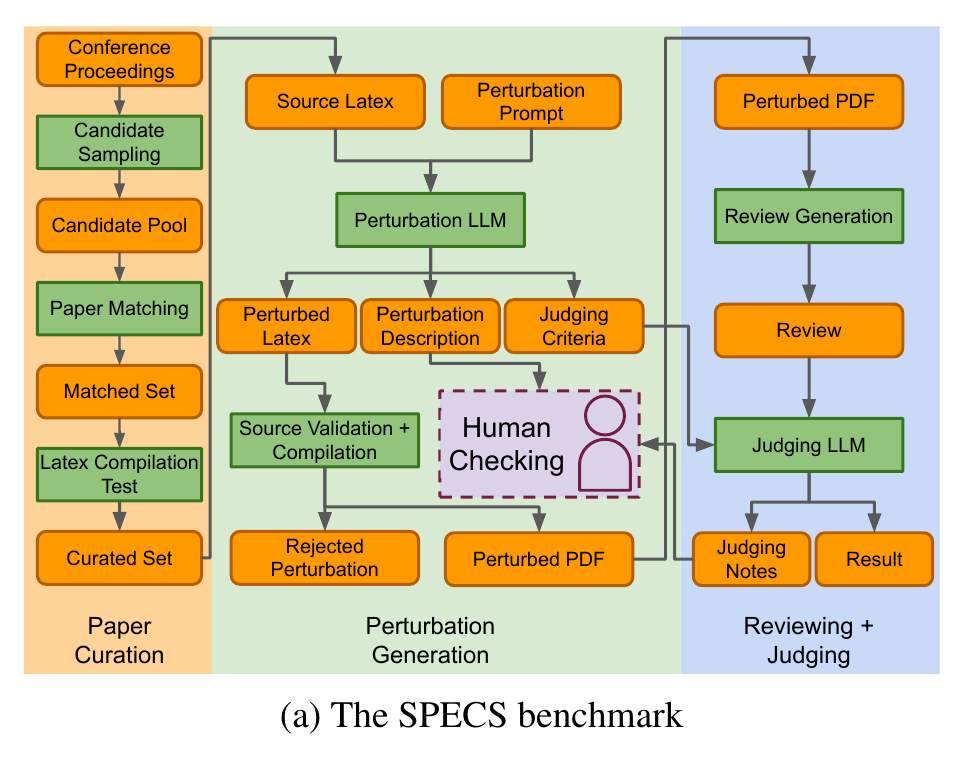 Conference
Proceedings
Candidate
Sampling
Candidate Pool
Paper Matching
Matched Set
Latex Compilation
Test
Curated Set
Paper
Curation
Source Latex
Perturbation
Prompt
Perturbation LLM
Perturbed
Latex
Perturbation
Description
Judging
Criteria
Source Validation +
Compilation
Human
Checking
Rejected
Perturbation
Perturbed PDF
Perturbation
Generation
Perturbed PDF
Review Generation
Review
Judging LLM
Judging
Notes
Result
Reviewing +
Judging
(a) The SPECS benchmark